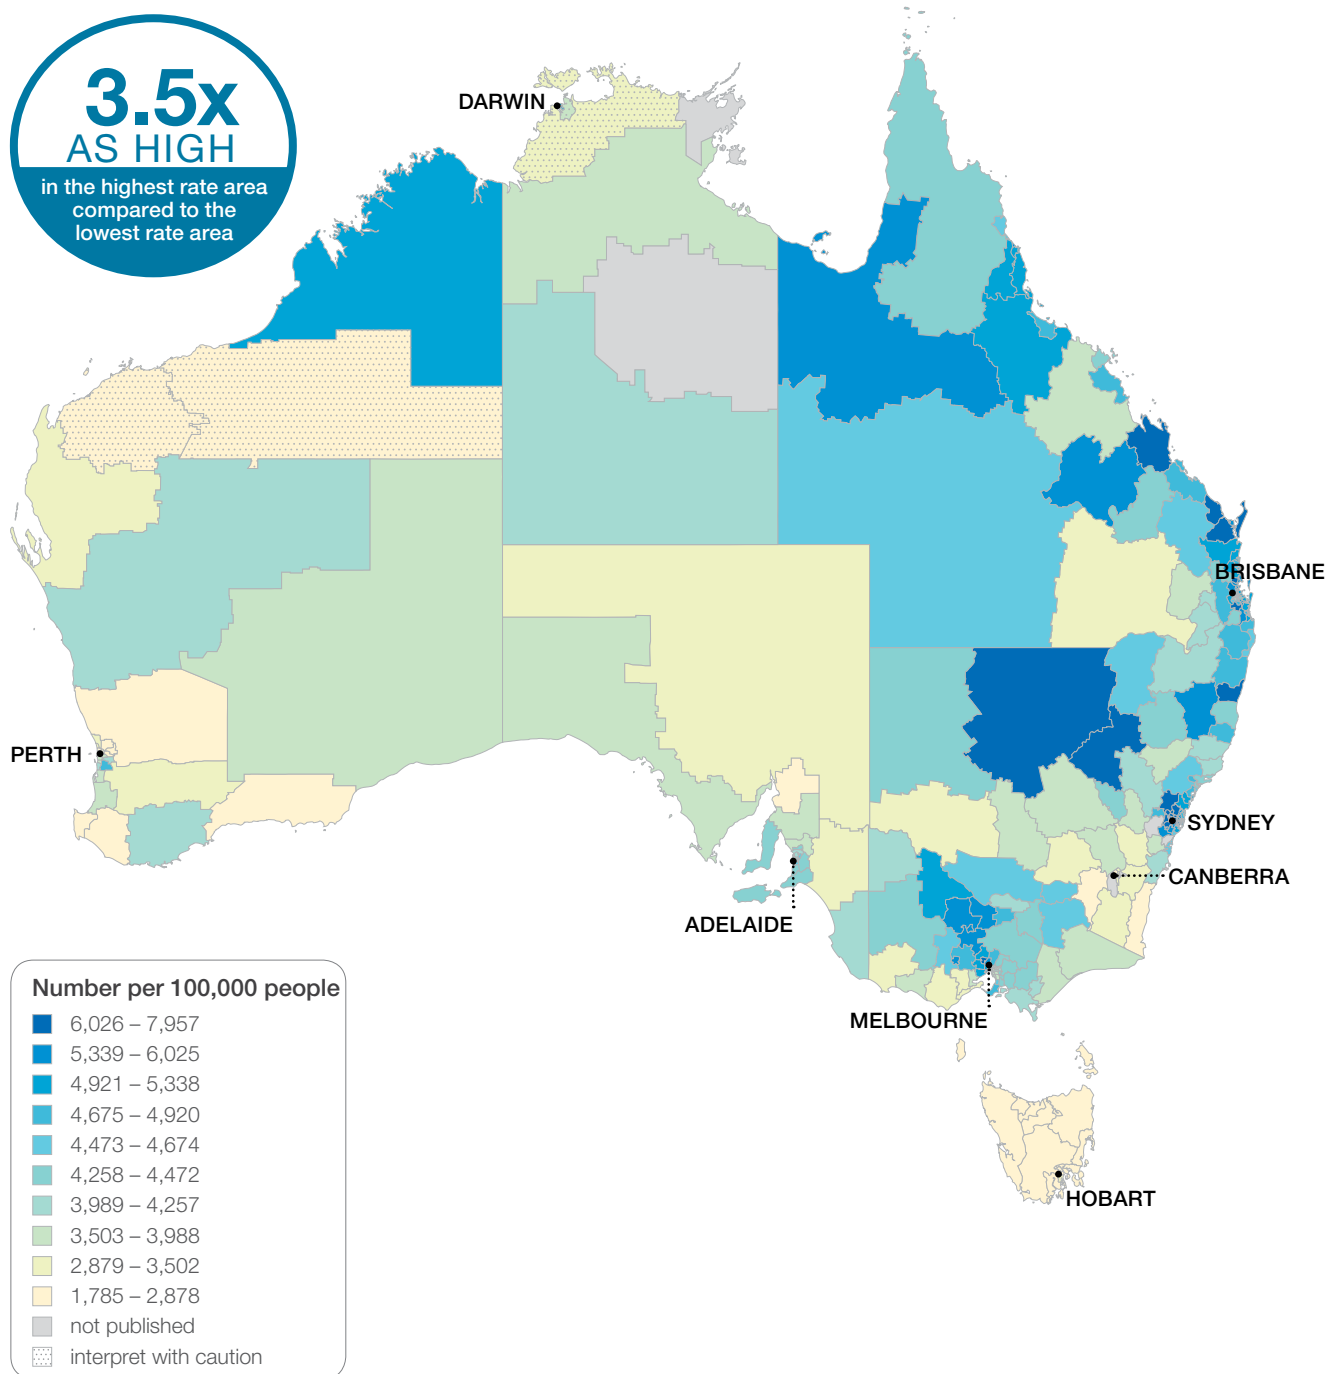 3.5x
AS HIGH
in the highest rate area
compared to the
lowest rate area
DARWIN
BRISBANE
PERTH
SYDNEY
CANBERRA
ADELAIDE
MELBOURNE
HOBART
Number per 100,000 people
6,026 – 7,957
5,339 – 6,025
4,921 – 5,338
4,675 – 4,920
4,473 – 4,674
4,258 – 4,472
3,989 – 4,257
3,503 – 3,988
2,879 – 3,502
1,785 – 2,878
not published
interpret with caution